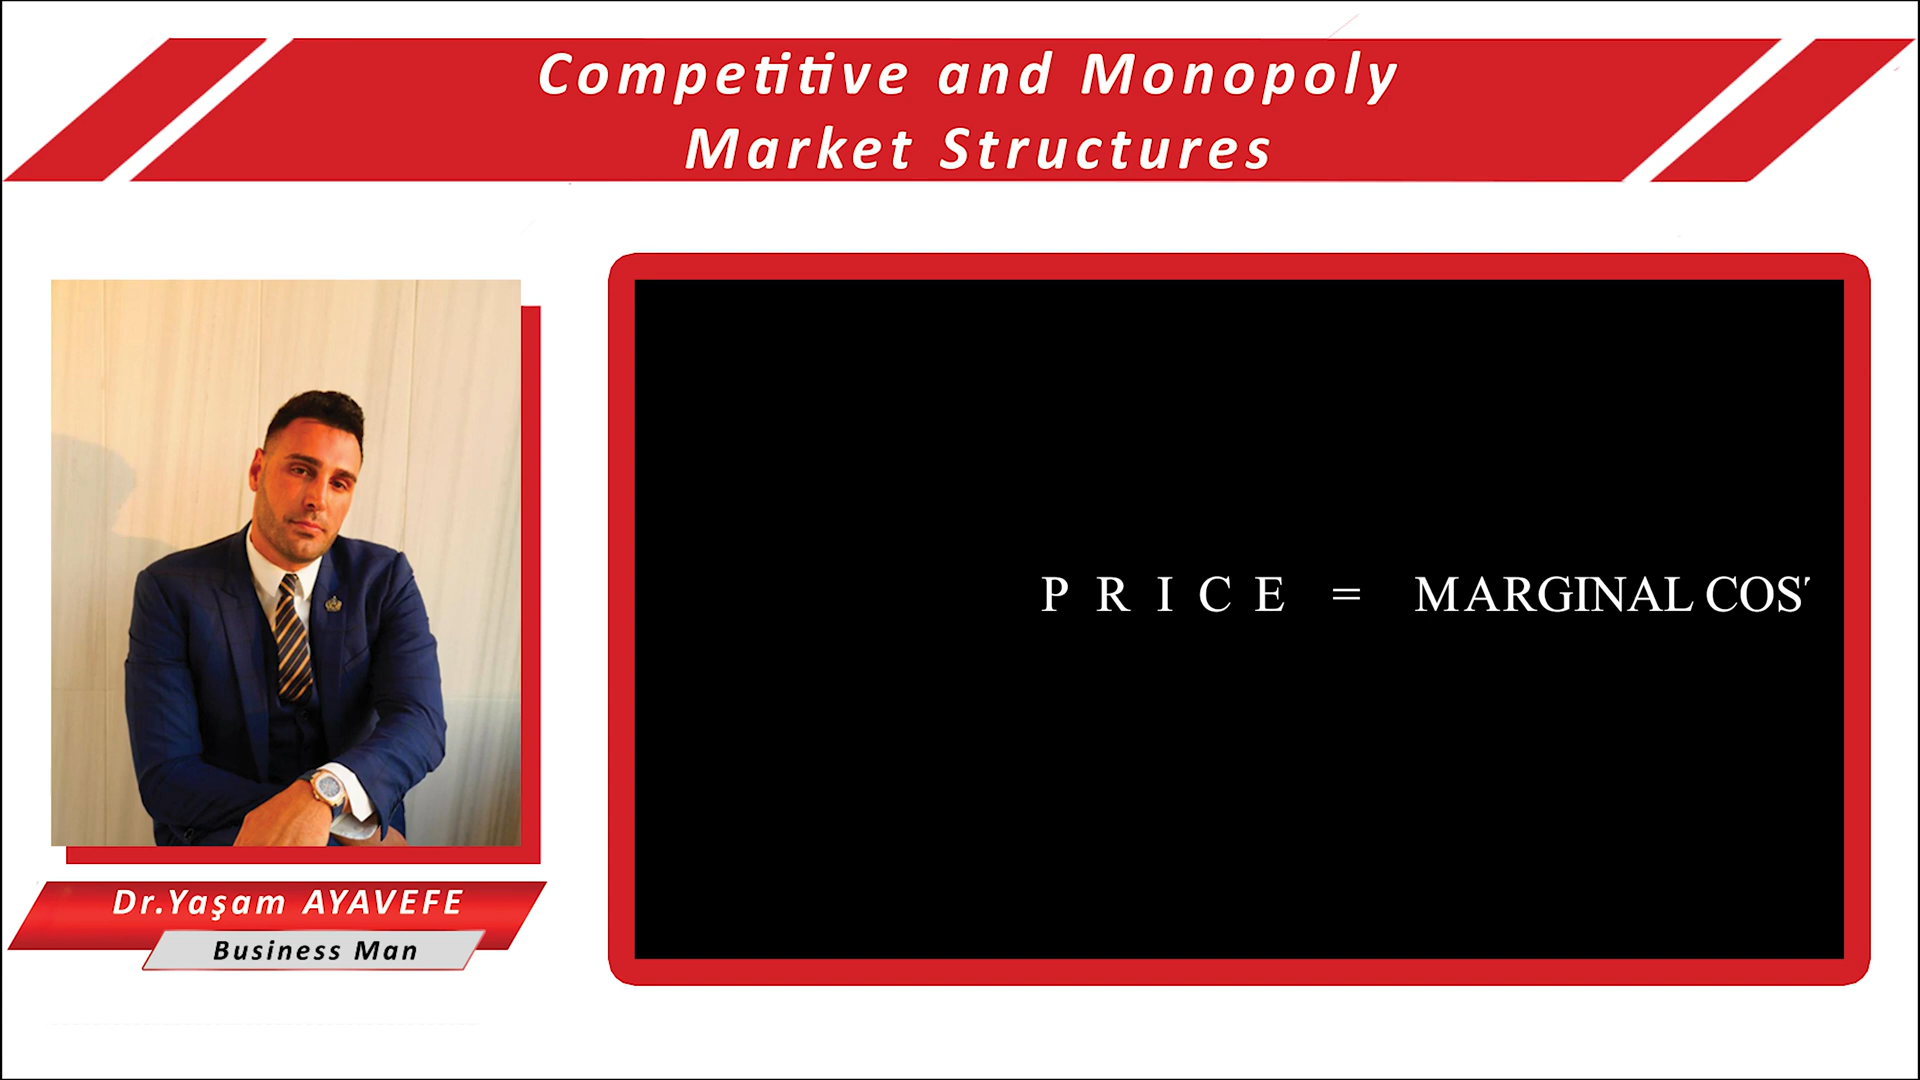 Competitive and Monopoly
Market Structures
PRICE = MARGINAL COS
Dr.Yaşam AYAVEFE
Business Man